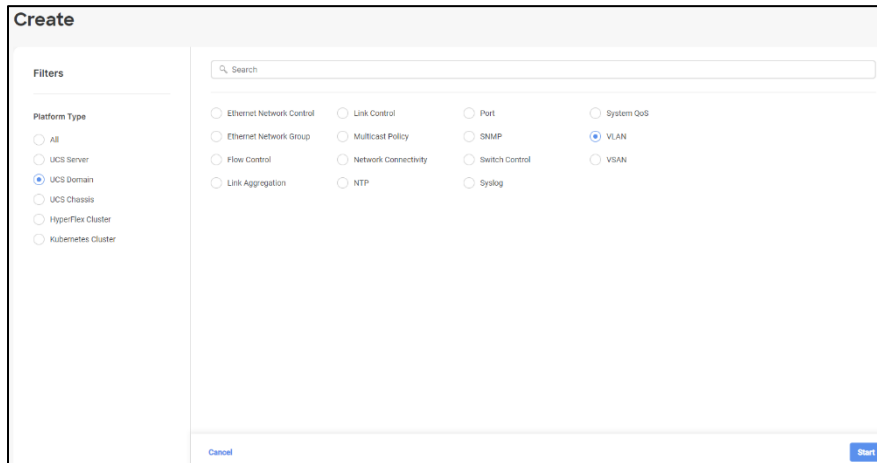 Create
Filters
Platform Type
All
UCS Server
UCS Domain
UCS Chassis
HyperFlex Cluster
Kubernetes Cluster
Search
Ethernet Network Control
Link Control
Port
System QoS
Ethernet Network Group
Multicast Policy
SNMP
VLAN
Flow Control
Network Connectivity
Switch Control
VSAN
Link Aggregation
NTP
Syslog
Cancel
Start